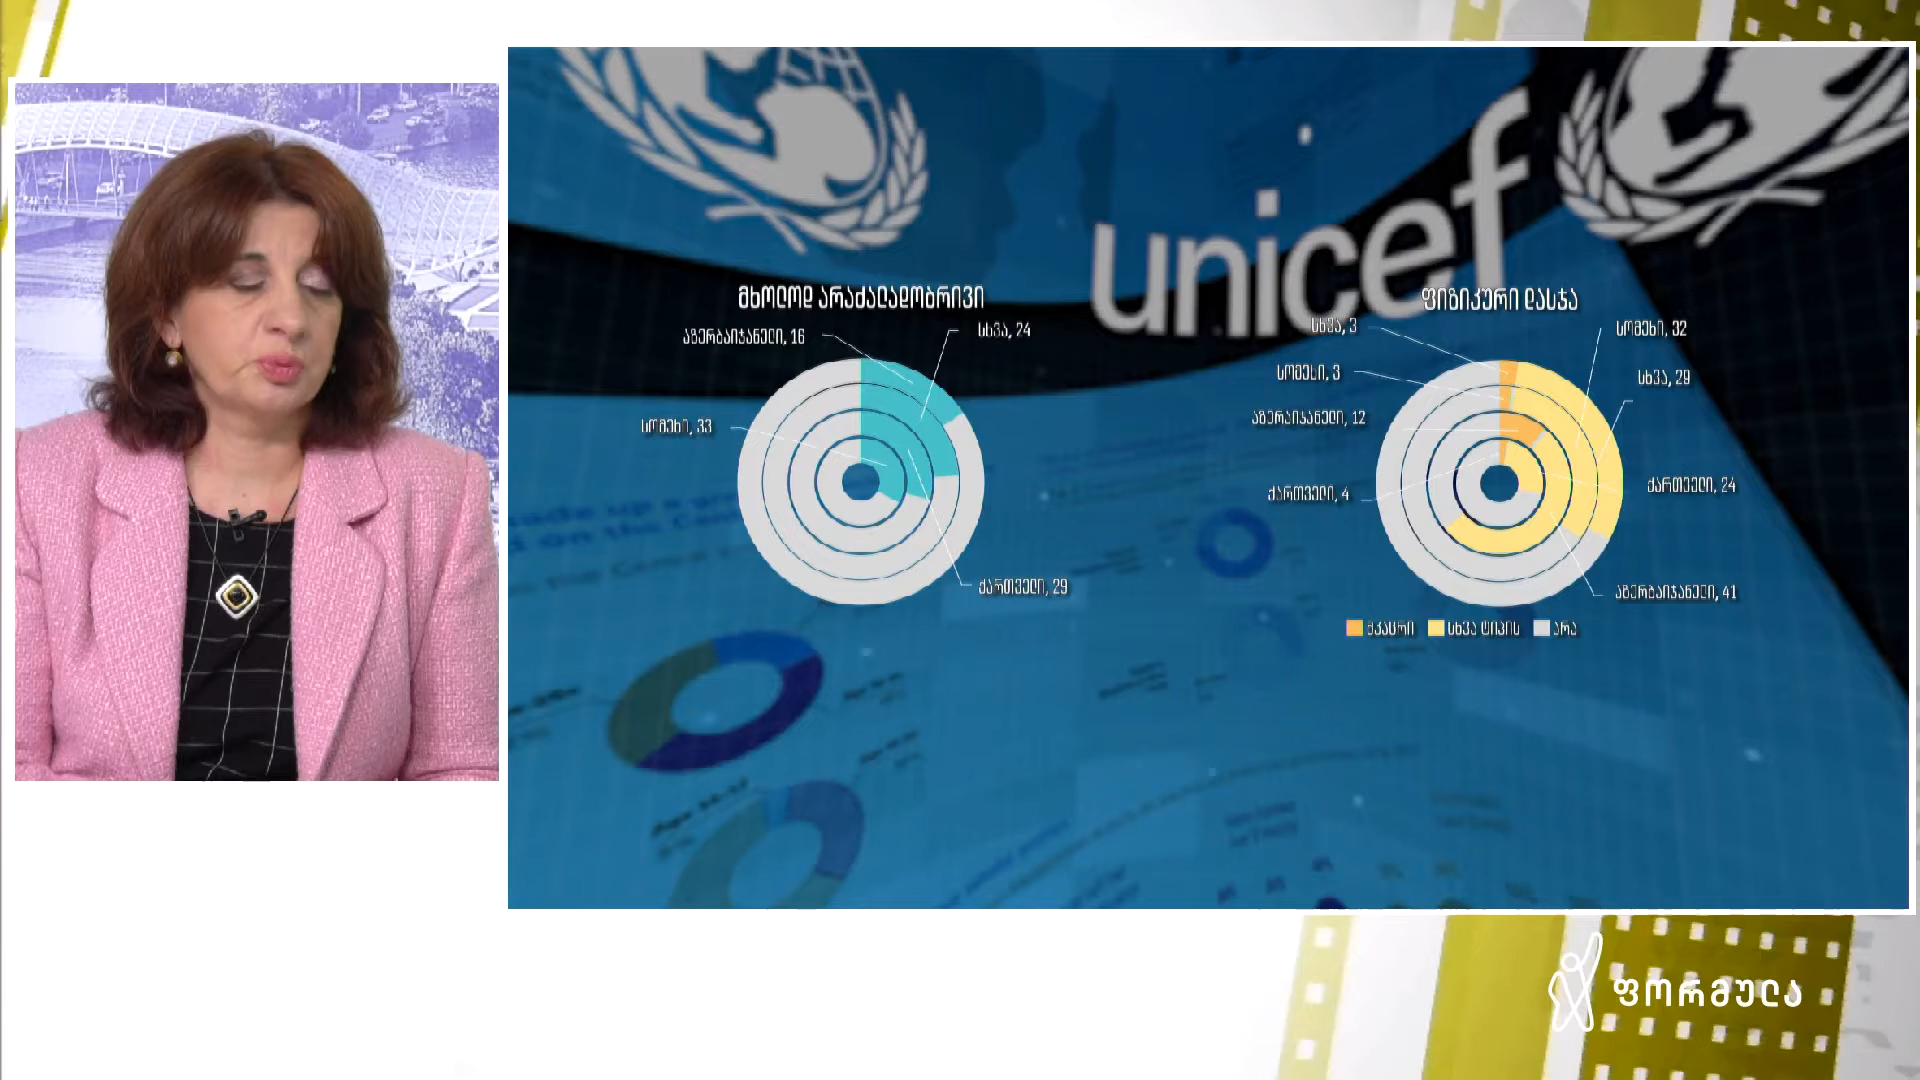 unicef
მხოლოდ არაძალადობრივი
აზერბაიჯანელი, 16
სხვა, 24
სომეხი, 33
ქართველი, 29
ფიზიკური დასჯა
სხვა, 3
სომეხი, 32
სომეხი, 3
სხვა, 29
აზერბაიჯანელი, 12
ქართველი, 4
ქართველი, 24
აზერბაიჯანელი, 41
მკაცრი
სხვა ტიპის
არა
ფორმულა